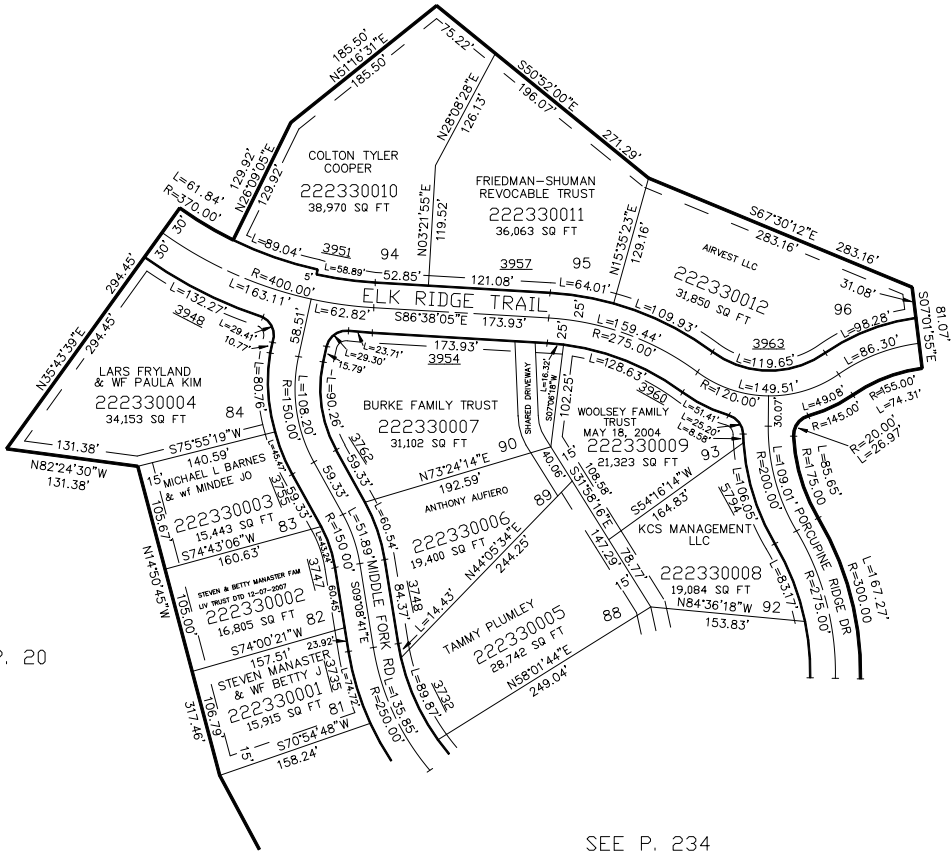 185.50'
N51°16'31"E
185.50'
75.22'
S50°52'00"E
196.07'
271.29'
N28°08'28"E
126.13'
129.92'
N26°09'05"E
129.92'
COLTON TYLER
COOPER
222330010
38,970 SQ FT
3951
94
N03°21'55"E
119.52'
FRIEDMAN-SHUMAN
REVOCABLE TRUST
222330011
36,063 SQ FT
3957
95
N15°35'23"E
129.16'
S67°30'12"E
283.16'
283.16'
AIRVEST LLC
222330012
31,850 SQ FT
96
3963
31.08'
S07°01'55"E
81.07'
L=61.84'
R=370.00'
30'
30'
L=89.04'
5'
L=58.89'
52.85'
121.08'
L=64.01'
L=109.93'
L=119.65'
L=98.28'
R=400.00'
L=163.11'
L=62.82'
ELK RIDGE TRAIL
S86°38'05"E
173.93'
25'
25'
L=159.44'
R=275.00'
R=120.00'
L=149.51'
L=86.30'
R=155.00'
L=74.31'
L=49.08'
R=145.00'
R=20.00'
L=26.97'
294.45'
N35°43'39"E
294.45'
L=132.27'
3948
L=29.41'
10.77'
LARS FRYLAND
& WF PAULA KIM
222330004
34,153 SQ FT
84
131.38'
N82°24'30"W
131.38'
S75°55'19"W
140.59'
58.51'
L=80.76'
R=150.00'
L=108.20'
L=90.26'
173.93'
L=23.71'
L=29.30'
15.79'
3954
BURKE FAMILY TRUST
222330007
31,102 SQ FT
90
3762
59.33'
N73°24'14"E
192.59'
SHARED DRIVEWAY
L=16.32'
S07°06'18"W
102.25'
L=128.63'
3960
L=51.41'
L=25.20'
L=8.58'
WOOLSEY FAMILY
TRUST
MAY 18, 2004
222330009
21,323 SQ FT
93
S54°16'14"W
164.83'
30.07'
R=200.00'
L=109.01'
R=175.00'
L=85.65'
L=106.05'
5794
PORCUPINE RIDGE DR
15'
MICHAEL L BARNES
& wf MINDEE JO
222330003
15,443 SQ FT
83
3755
L=45.47'
59.33'
59.33'
105.67'
N14°50'45"W
S74°43'06"W
160.63'
L=43.24'
R=150.00'
L=51.89'
L=60.54'
ANTHONY AUFIERO
222330006
19,400 SQ FT
89
40.06'
15'
108.58'
S31°58'16"E
147.29'
78.77'
N44°05'34"E
244.25'
L=14.43'
3748
84.37'
KCS MANAGEMENT
LLC
222330008
19,084 SQ FT
92
N84°36'18"W
153.83'
L=83.17'
R=275.00'
L=167.27'
R=300.00'
STEVEN & BETTY MANASTER FAM
LIV TRUST DTD 12-07-2007
222330002
16,805 SQ FT
82
3741
60.45'
105.00'
S74°00'21"W
157.51'
S09°08'41"E
MIDDLE FORK RD
TAMMY PLUMLEY
222330005
28,742 SQ FT
88
15'
N58°01'44"E
249.04'
3732
L=89.87'
STEVEN MANASTER
& WF BETTY J
222330001
15,915 SQ FT
81
23.92'
3735
L=74.72'
L=135.85'
R=250.00'
106.79'
317.46'
15'
S70°54'48"W
158.24'
P. 20
SEE P. 234